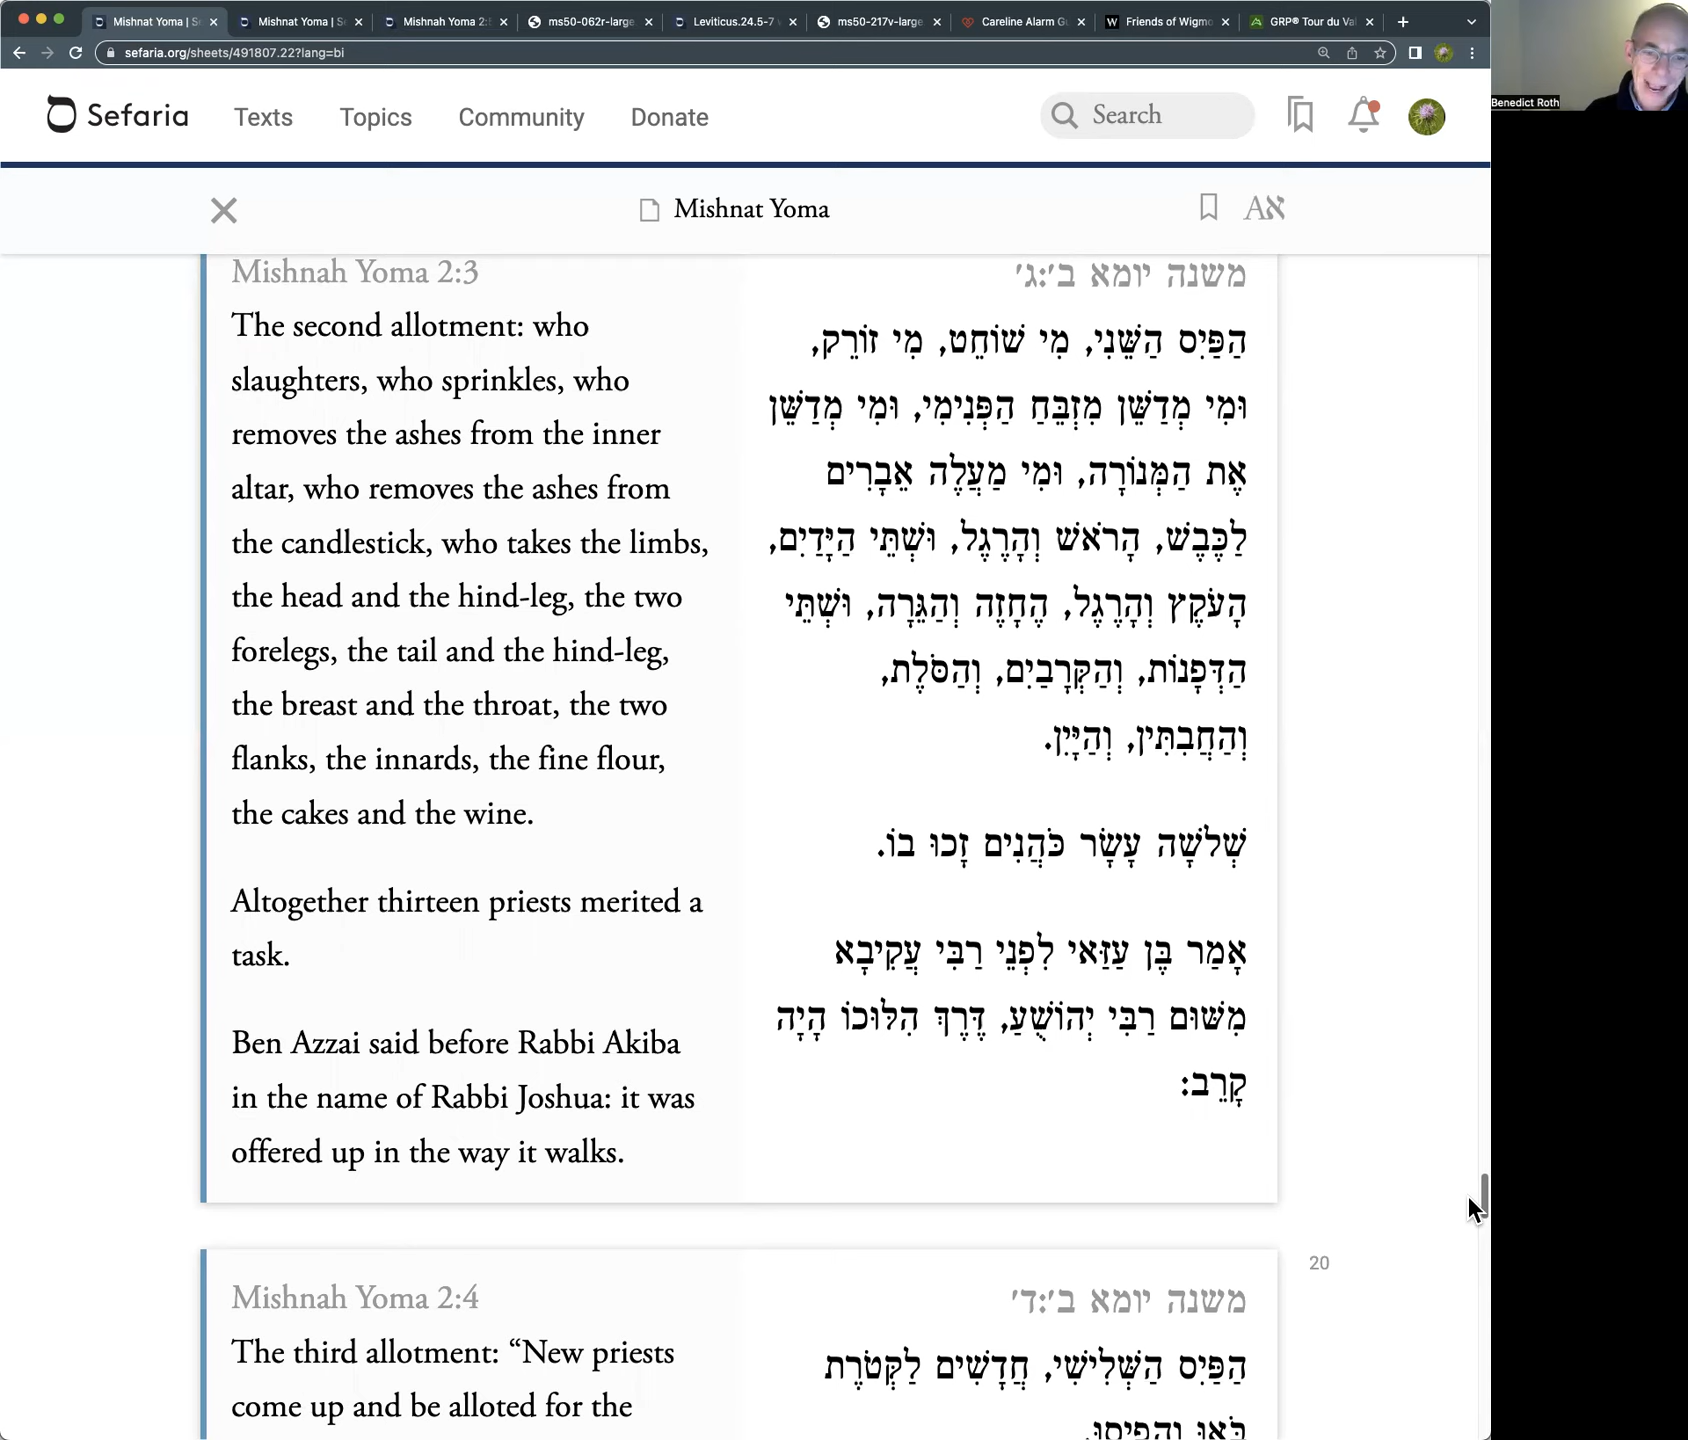 Mishnat Yoma | S
Mishnat Yoma | S
Mishnah Yoma 2:
ms50-062r-large
Leviticus.24.5-7
ms50-217v-large
Careline Alarm
Friends of Wigmo
GRP® Tour du Va
sefaria.org/sheets/491807.22?lang=bi
Benedict Roth
Sefaria
Texts
Topics
Community
Donate
Search
Mishnat Yoma
Aא
Mishnah Yoma 2:3
The second allotment: who
slaughters, who sprinkles, who
removes the ashes from the inner
altar, who removes the ashes from
the candlestick, who takes the limbs,
the head and the hind-leg, the two
forelegs, the tail and the hind-leg,
the breast and the throat, the two
flanks, the innards, the fine flour,
the cakes and the wine.
Altogether thirteen priests merited a
task.
Ben Azzai said before Rabbi Akiba
in the name of Rabbi Joshua: it was
offered up in the way it walks.
משנה יומא ב׳:ג׳
הַפַּיִס הַשֵּׁנִי, מִי שׁוֹחֵט, מִי זוֹרֵק,
וּמִי מְדַשֵּׁן מִזְבֵּחַ הַפְּנִימִי, וּמִי מְדַשֵּׁן
אֶת הַמְּנוֹרָה, וּמִי מַעֲלֶה אֵבָרִים
לַכֶּבֶשׁ, הָרֹאשׁ וְהָרֶגֶל, וּשְׁתֵּי הַיָּדַיִם,
הָעֹקֶץ וְהָרֶגֶל, הֶחָזֶה וְהַגֵּרָה, וּשְׁתֵּי
הַדְּפָנוֹת, וְהַקְּרָבַיִם, וְהַסֹּלֶת,
וְהַחֲבִתִּין, וְהַיָּיִן.
שְׁלֹשָׁה עָשָׂר כֹּהֲנִים זָכוּ בוֹ.
אָמַר בֶּן עַזַּאי לִפְנֵי רַבִּי עֲקִיבָא
מִשּׁוּם רַבִּי יְהוֹשֻׁעַ, דֶּרֶךְ הִלּוּכוֹ הָיָה
קָרֵב:
20
Mishnah Yoma 2:4
The third allotment: “New priests
come up and be alloted for the
משנה יומא ב׳:ד׳
הַפַּיִס הַשְּׁלִישִׁי, חֲדָשִׁים לַקְּטֹרֶת
בֹּאוּ וְהָפִיסוּ.